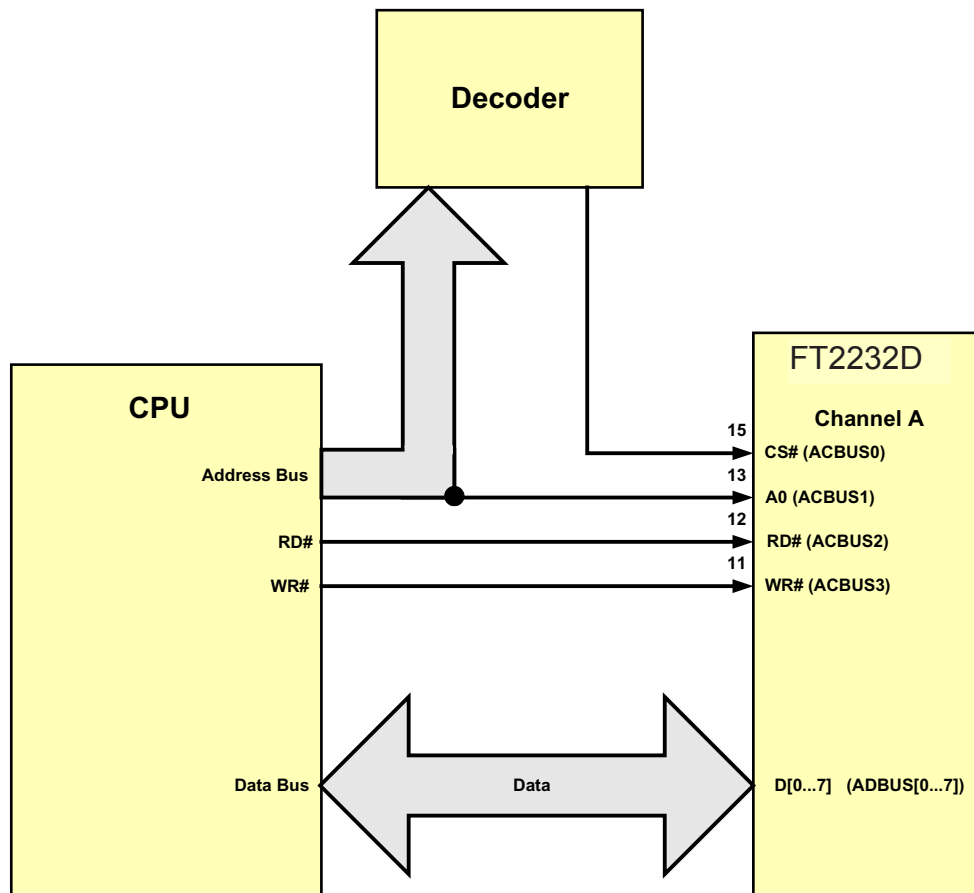 Decoder
FT2232D
CPU
Channel A
15
CS# (ACBUS0)
Address Bus
13
A0 (ACBUS1)
12
RD#
RD# (ACBUS2)
11
WR#
WR# (ACBUS3)
Data Bus
Data
D[0...7] (ADBUS[0...7])